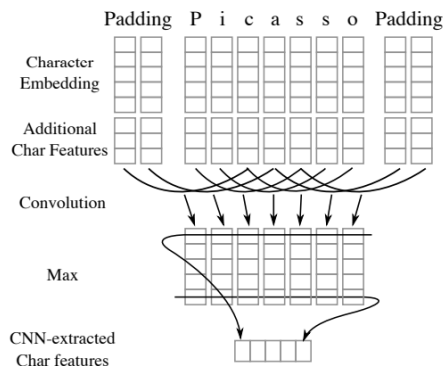 Padding P i c a s s o Padding
Character
Embedding
Additional
Char Features
Convolution
Max
CNN-extracted
Char features